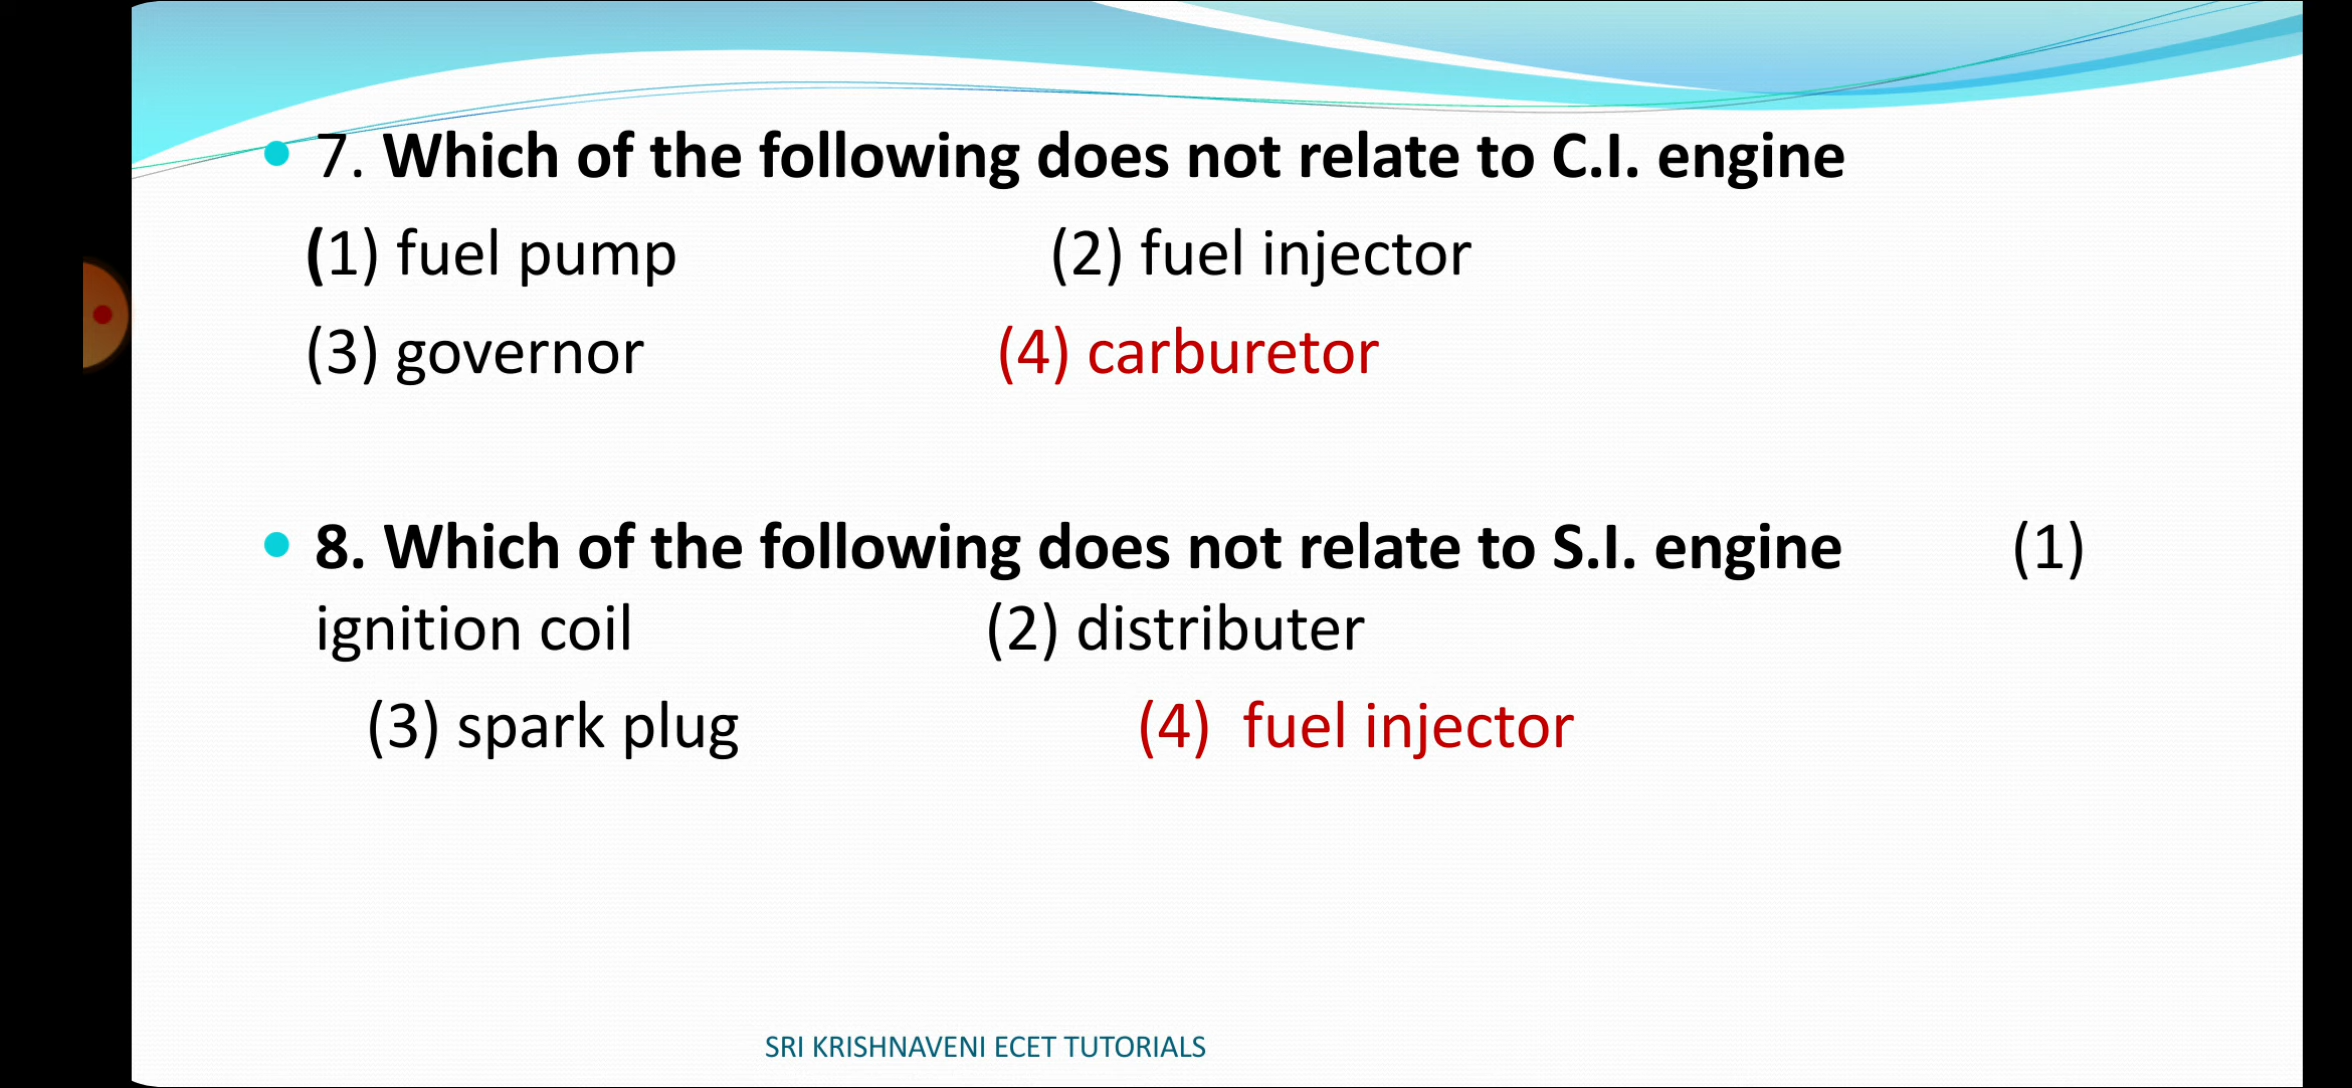 7. Which of the following does not relate to C.I. engine
(1) fuel pump (2) fuel injector
(3) governor (4) carburetor
8. Which of the following does not relate to S.I. engine (1)
ignition coil (2) distributer
(3) spark plug (4) fuel injector
SRI KRISHNAVENI ECET TUTORIALS